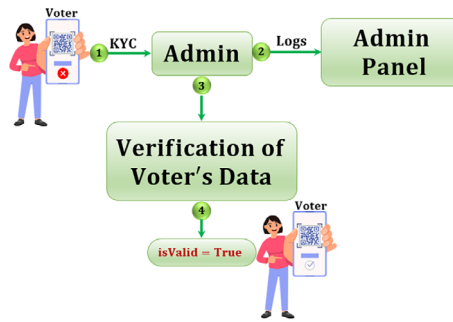 Voter
1
KYC
Admin
2
Logs
Admin
Panel
3
Verification of
Voter's Data
4
isValid = True
Voter